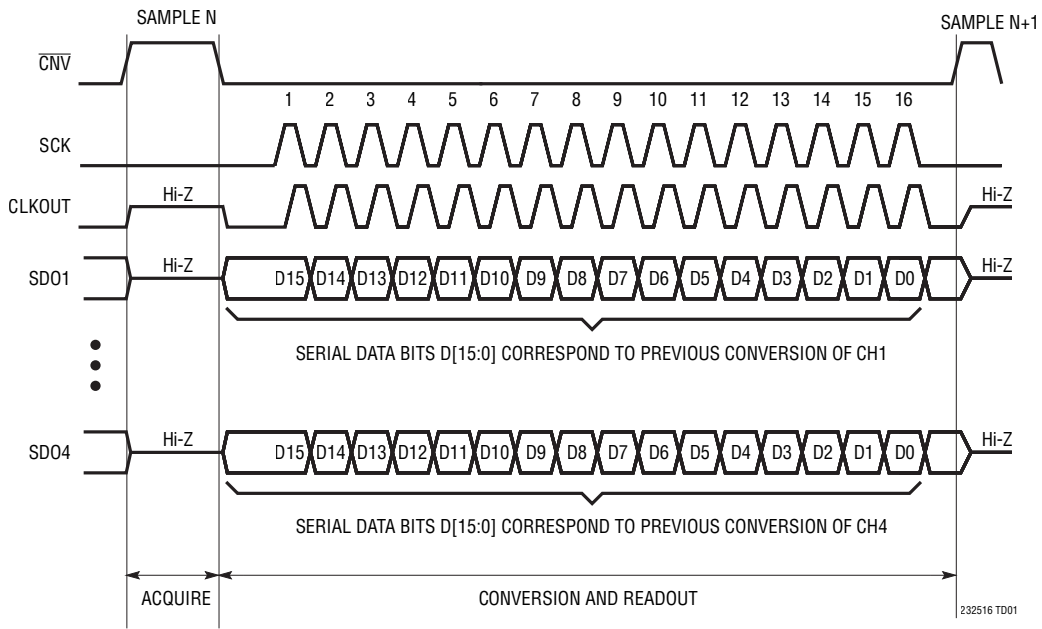 SAMPLE N
SAMPLE N+1
CNV
1 2 3 4 5 6 7 8 9 10 11 12 13 14 15 16
SCK
CLKOUT
Hi-Z
Hi-Z
SDO1
Hi-Z
D15 D14 D13 D12 D11 D10 D9 D8 D7 D6 D5 D4 D3 D2 D1 D0
Hi-Z
SERIAL DATA BITS D[15:0] CORRESPOND TO PREVIOUS CONVERSION OF CH1
SDO4
Hi-Z
D15 D14 D13 D12 D11 D10 D9 D8 D7 D6 D5 D4 D3 D2 D1 D0
Hi-Z
SERIAL DATA BITS D[15:0] CORRESPOND TO PREVIOUS CONVERSION OF CH4
ACQUIRE
CONVERSION AND READOUT
232516 TD01